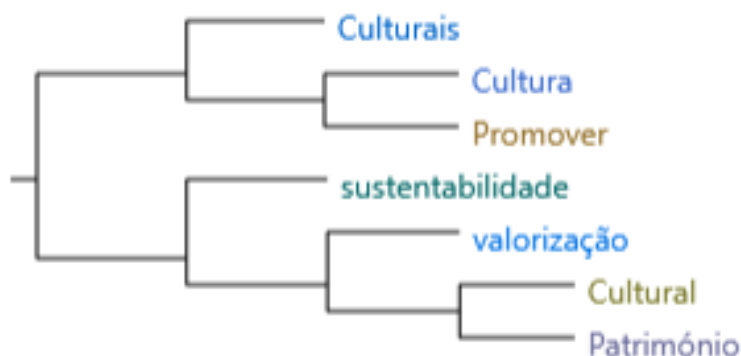 Culturais
Cultura
Promover
sustentabilidade
valorização
Cultural
Património